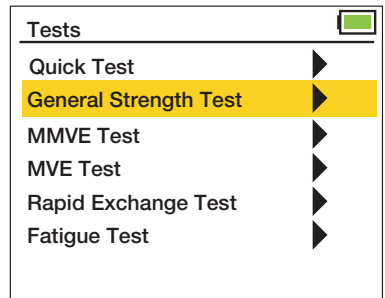 Tests
Quick Test
General Strength Test
MMVE Test
MVE Test
Rapid Exchange Test
Fatigue Test